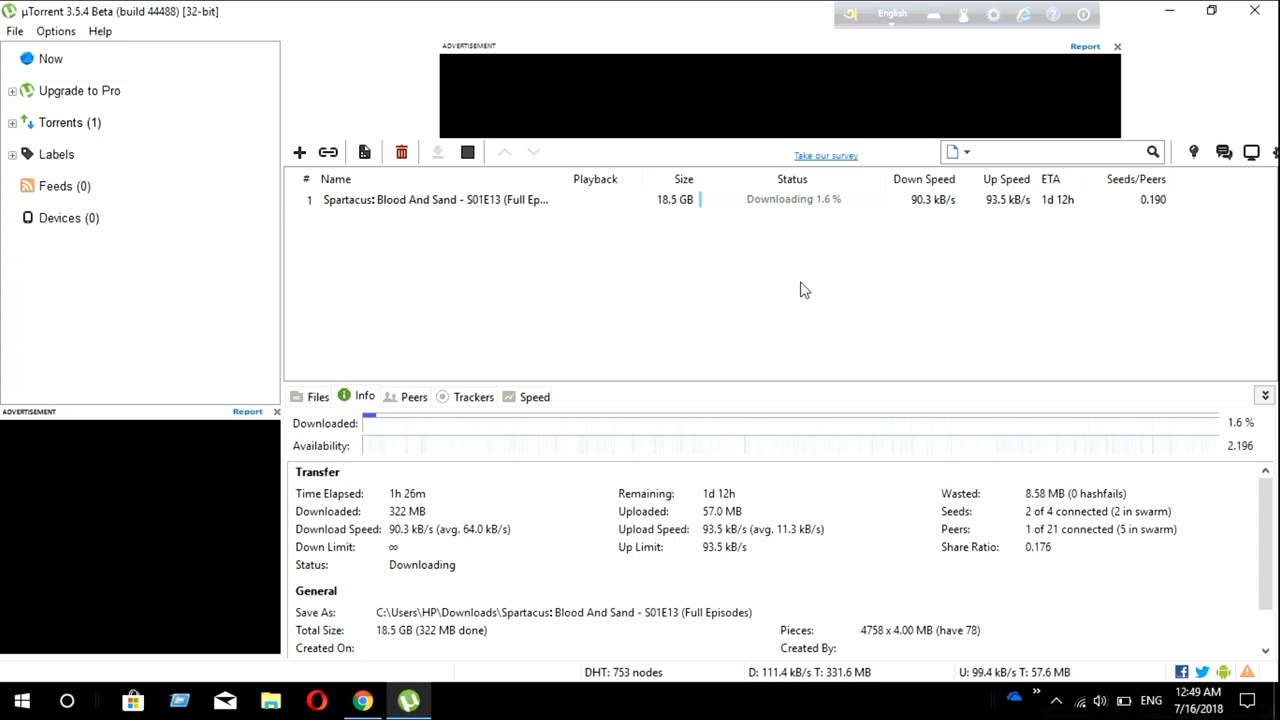 µTorrent 3.5.4 Beta (build 44488) [32-bit]
English
File Options Help
ADVERTISEMENT Report
Now
Upgrade to Pro
Torrents (1)
Labels
Feeds (0)
Devices (0)
Take our survey
# Name Playback Size Status Down Speed Up Speed ETA Seeds/Peers
1 Spartacus: Blood And Sand - S01E13 (Full Ep... 18.5 GB Downloading 1.6 % 90.3 kB/s 93.5 kB/s 1d 12h 0.190
Files Info Peers Trackers Speed
ADVERTISEMENT Report
Downloaded: 1.6 %
Availability: 2.196
Transfer
Time Elapsed: 1h 26m Remaining: 1d 12h Wasted: 8.58 MB (0 hashfails)
Downloaded: 322 MB Uploaded: 57.0 MB Seeds: 2 of 4 connected (2 in swarm)
Download Speed: 90.3 kB/s (avg. 64.0 kB/s) Upload Speed: 93.5 kB/s (avg. 11.3 kB/s) Peers: 1 of 21 connected (5 in swarm)
Down Limit: ∞ Up Limit: 93.5 kB/s Share Ratio: 0.176
Status: Downloading
General
Save As: C:\Users\HP\Downloads\Spartacus: Blood And Sand - S01E13 (Full Episodes)
Total Size: 18.5 GB (322 MB done) Pieces: 4758 x 4.00 MB (have 78)
Created On: Created By:
DHT: 753 nodes D: 111.4 kB/s T: 331.6 MB U: 99.4 kB/s T: 57.6 MB
ENG 12:49 AM
7/16/2018